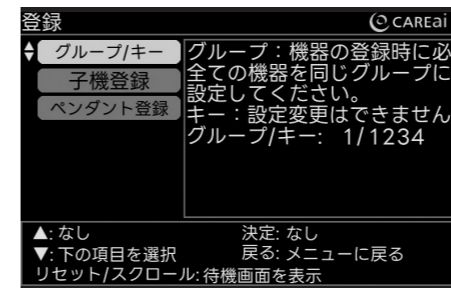 登録
CAREai
グループ/キー
子機登録
ペンダント登録
グループ：機器の登録時に必
全ての機器を同じグループに
設定してください。
キー：設定変更はできません
グループ/キー: 1/1234
▲: なし 決定: なし
▼: 下の項目を選択 戻る: メニューに戻る
リセット/スクロール: 待機画面を表示